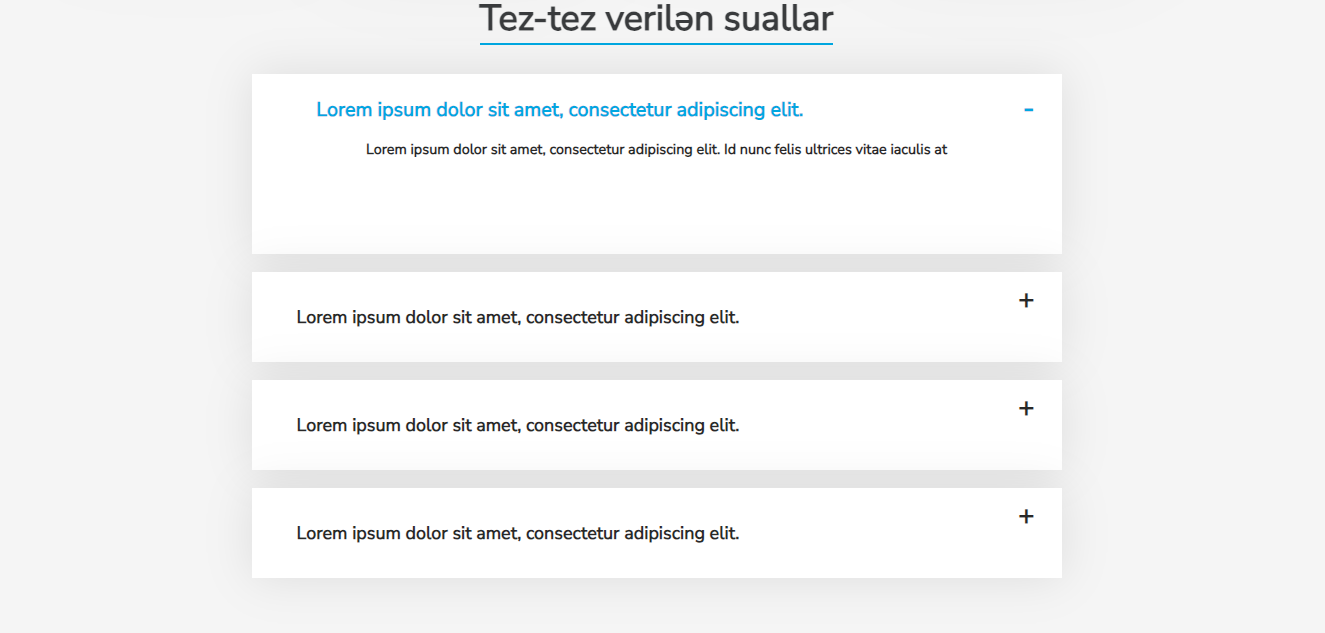 Tez-tez verilən suallar
Lorem ipsum dolor sit amet, consectetur adipiscing elit. -
Lorem ipsum dolor sit amet, consectetur adipiscing elit. Id nunc felis ultrices vitae iaculis at
Lorem ipsum dolor sit amet, consectetur adipiscing elit. +
Lorem ipsum dolor sit amet, consectetur adipiscing elit. +
Lorem ipsum dolor sit amet, consectetur adipiscing elit. +